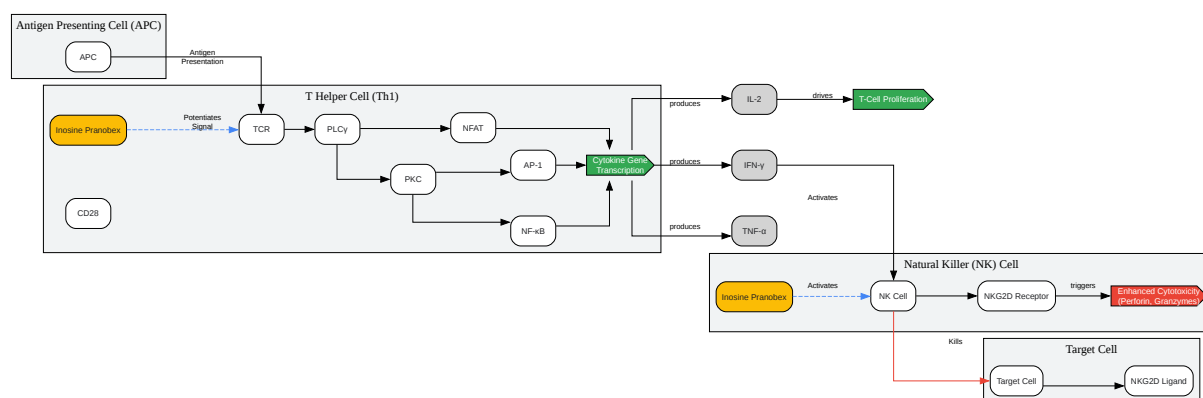 Antigen Presenting Cell (APC)
APC
Antigen
Presentation
T Helper Cell (Th1)
Inosine Pranobex
Potentiates
Signal
TCR
PLCγ
NFAT
PKC
AP-1
NF-κB
CD28
Cytokine Gene
Transcription
produces
IL-2
drives
T-Cell Proliferation
produces
IFN-γ
Activates
produces
TNF-α
Natural Killer (NK) Cell
Inosine Pranobex
Activates
NK Cell
NKG2D Receptor
triggers
Enhanced Cytotoxicity
(Perforin, Granzymes)
Kills
Target Cell
Target Cell
NKG2D Ligand